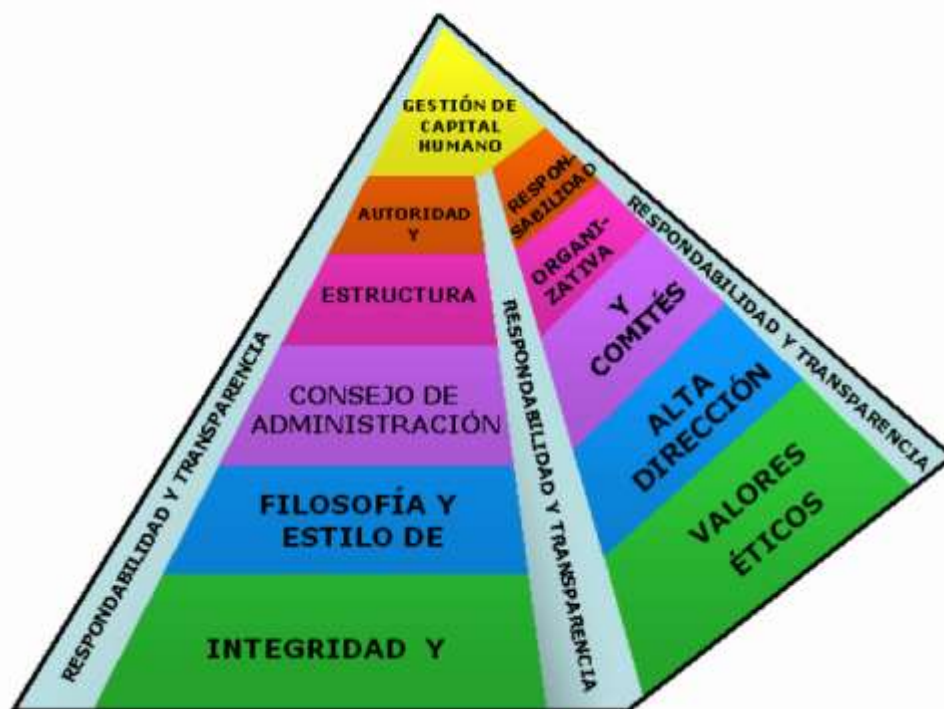 GESTIÓN DE
CAPITAL
HUMANO
AUTORIDAD
Y
RESPON-
SABILIDAD
ESTRUCTURA
ORGANI-
ZATIVA
CONSEJO DE
ADMINISTRACIÓN
Y
COMITÉS
FILOSOFÍA Y
ESTILO DE
ALTA
DIRECCIÓN
INTEGRIDAD Y
VALORES
ÉTICOS
RESPONDABILIDAD Y TRANSPARENCIA
RESPONDABILIDAD Y TRANSPARENCIA
RESPONDABILIDAD Y TRANSPARENCIA